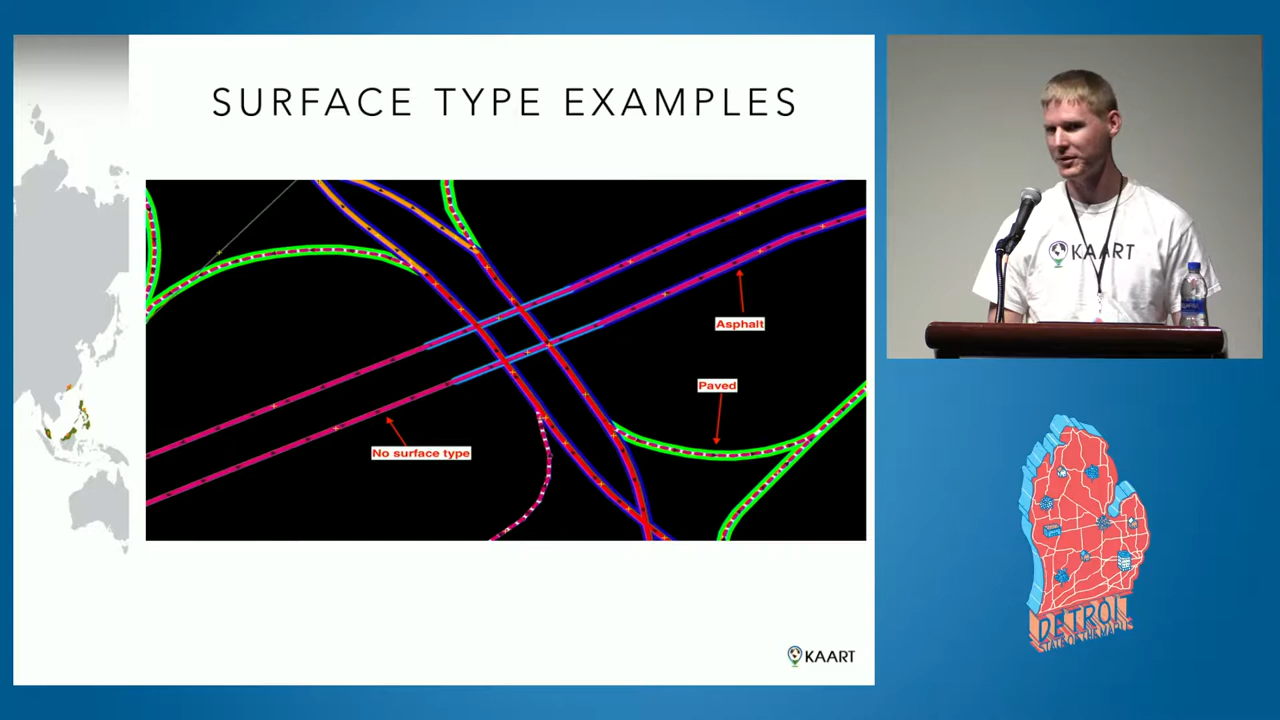 SURFACE TYPE EXAMPLES
Asphalt
Paved
No surface type
KAART
KAART
DETROIT
STATE OF THE MAP US